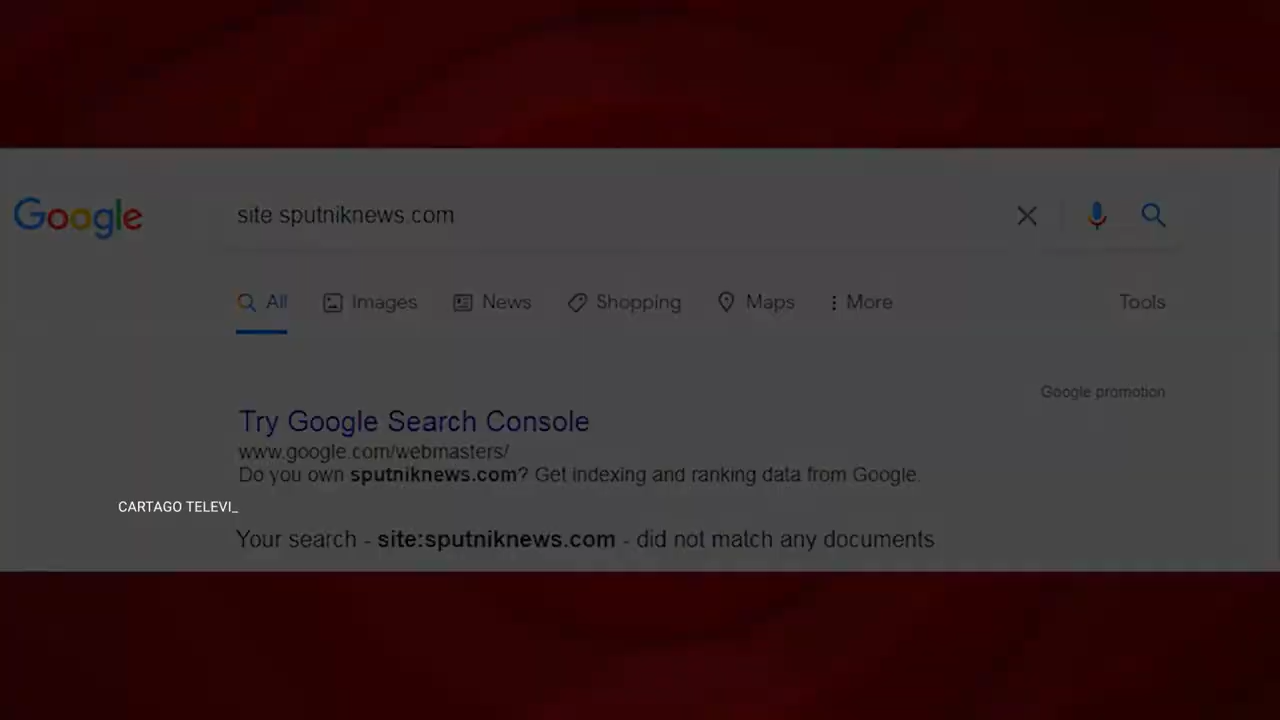 Google
site sputniknews.com
All Images News Shopping Maps More Tools
Google promotion
Try Google Search Console
www.google.com/webmasters/
Do you own sputniknews.com? Get indexing and ranking data from Google.
CARTAGO TELEVI_
Your search - site:sputniknews.com - did not match any documents